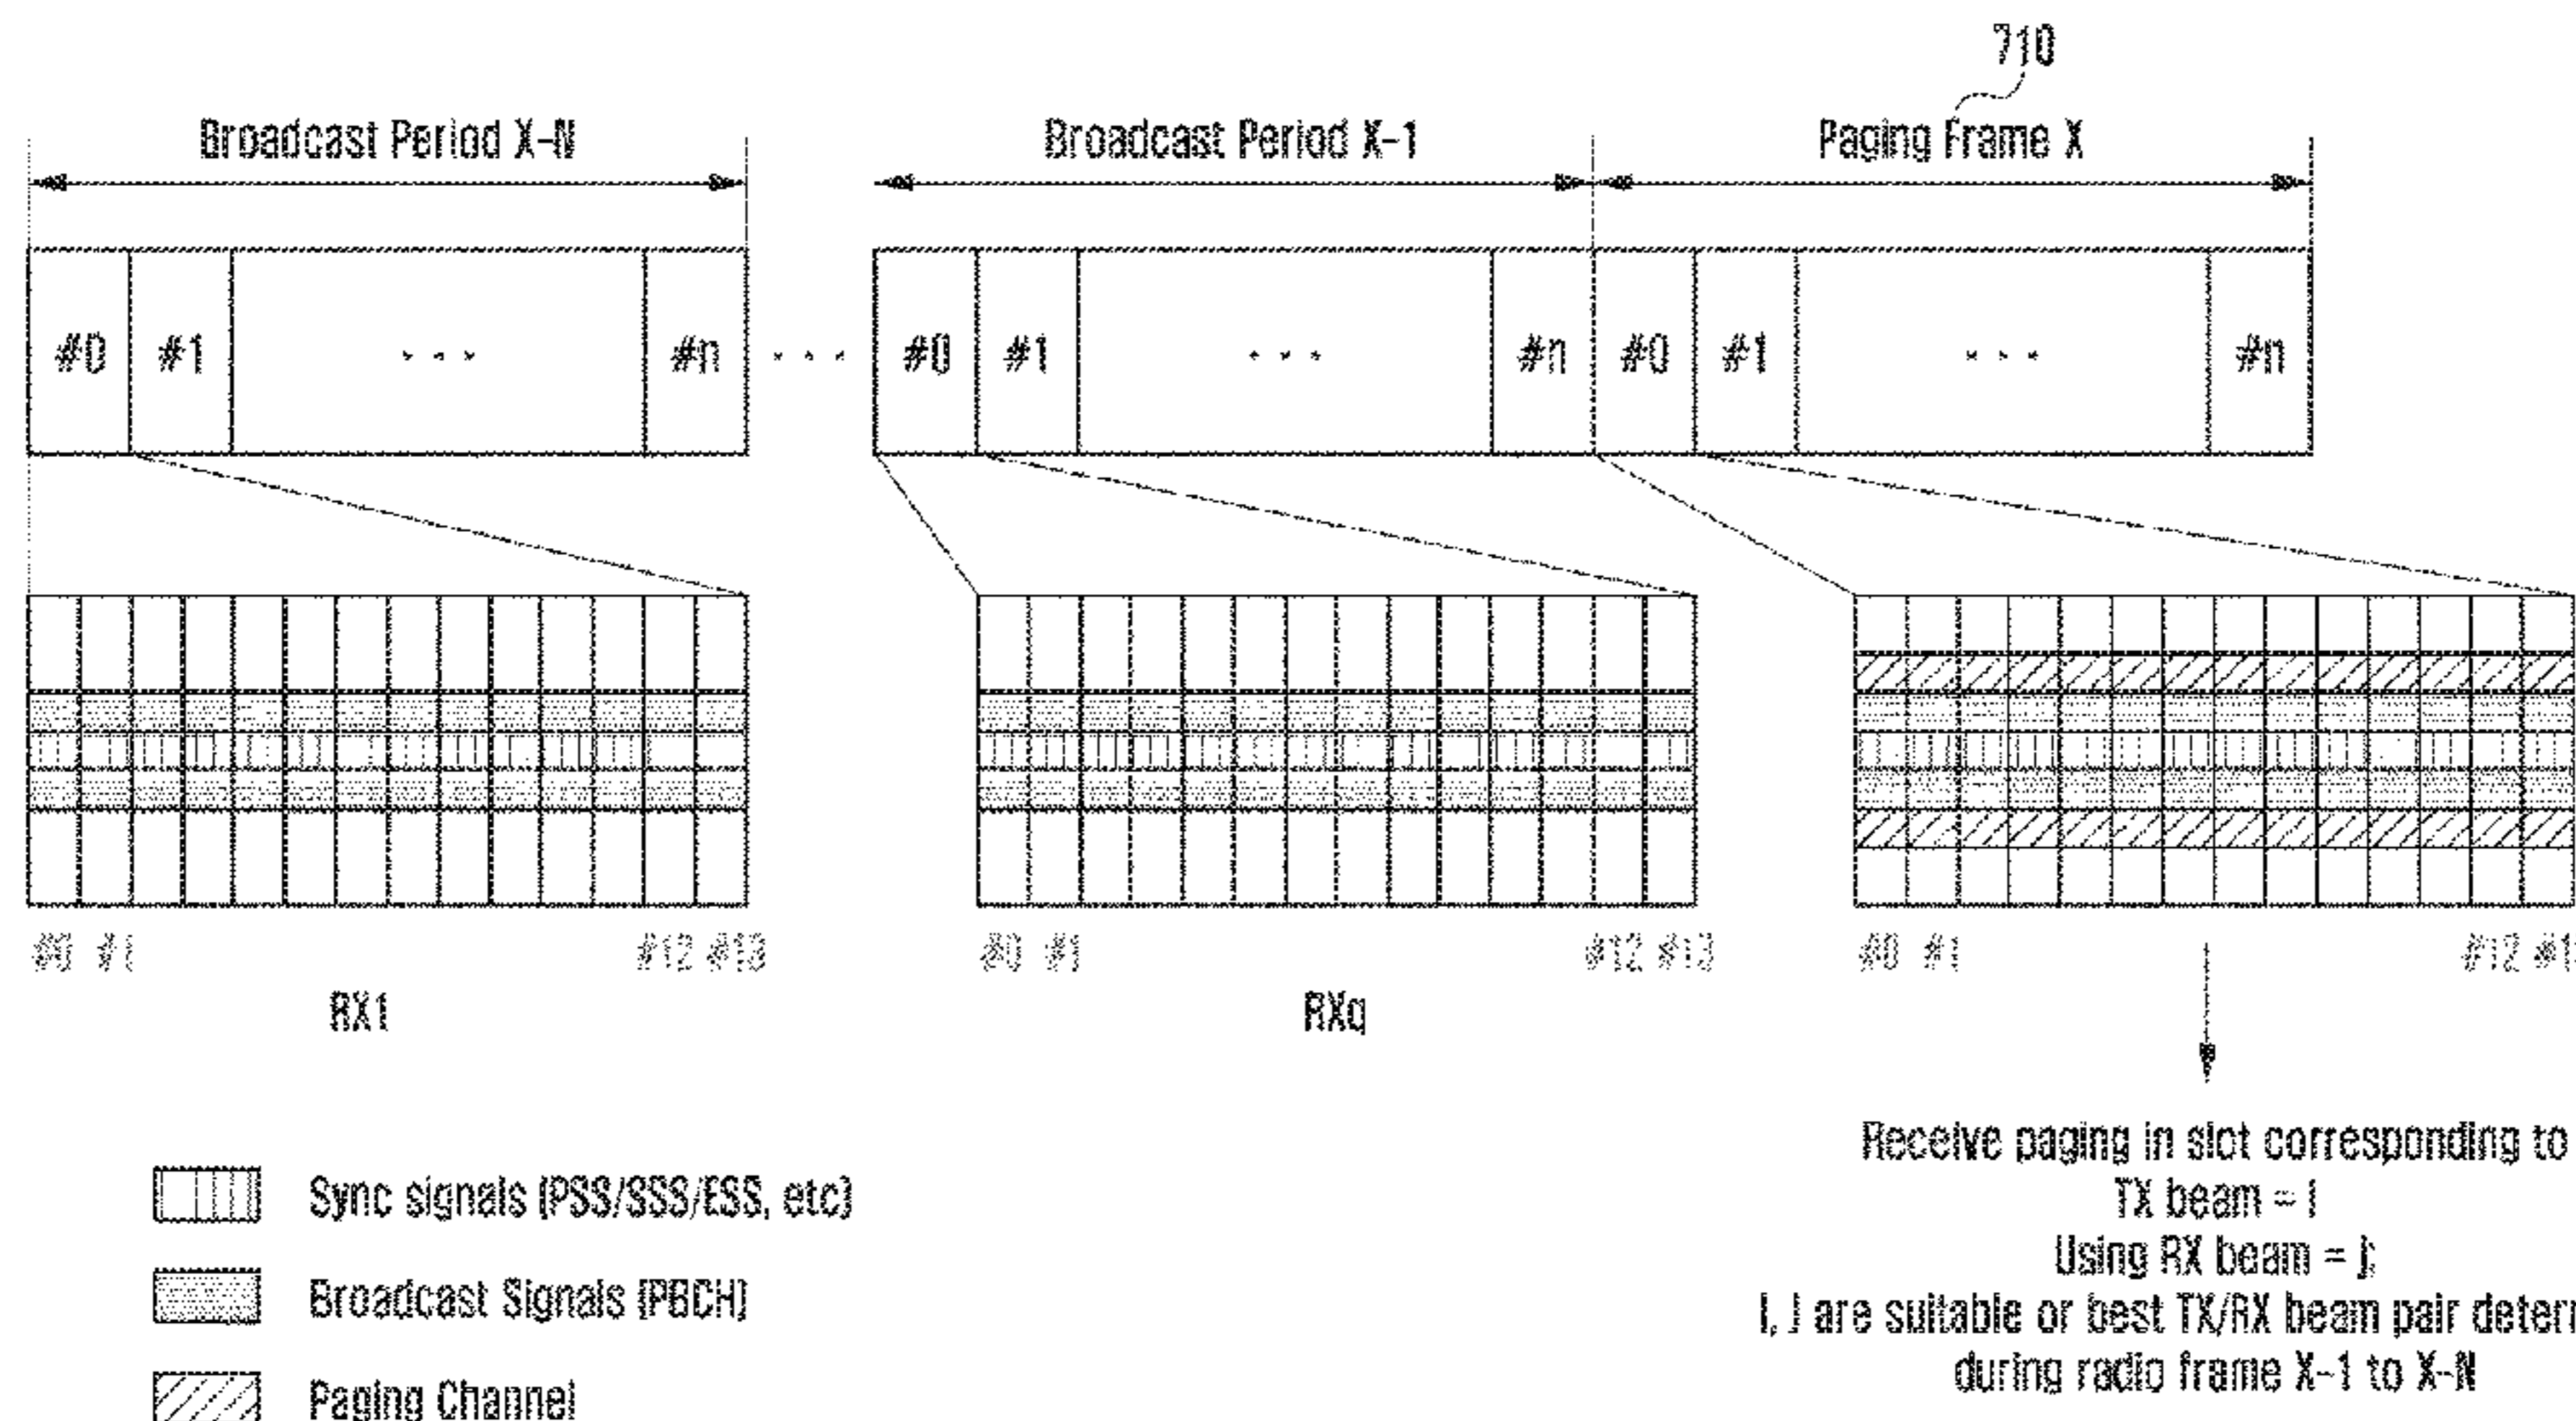 710
Broadcast Period X-N Broadcast Period X-1 Paging Frame X
#0 #1 ... #n ... #0 #1 ... #n #0 #1 ... #n
#0 #1 #12 #13 #0 #1 #12 #13 #0 #1 #12
RX1 RXq
Receive paging in slot corresponding to
TX beam = i
Using RX beam = j;
I, J are suitable or best TX/RX beam pair
during radio frame X-1 to X-N
Sync signals (PSS/SSS/ESS, etc)
Broadcast Signals (PBCH)
Paging Channel